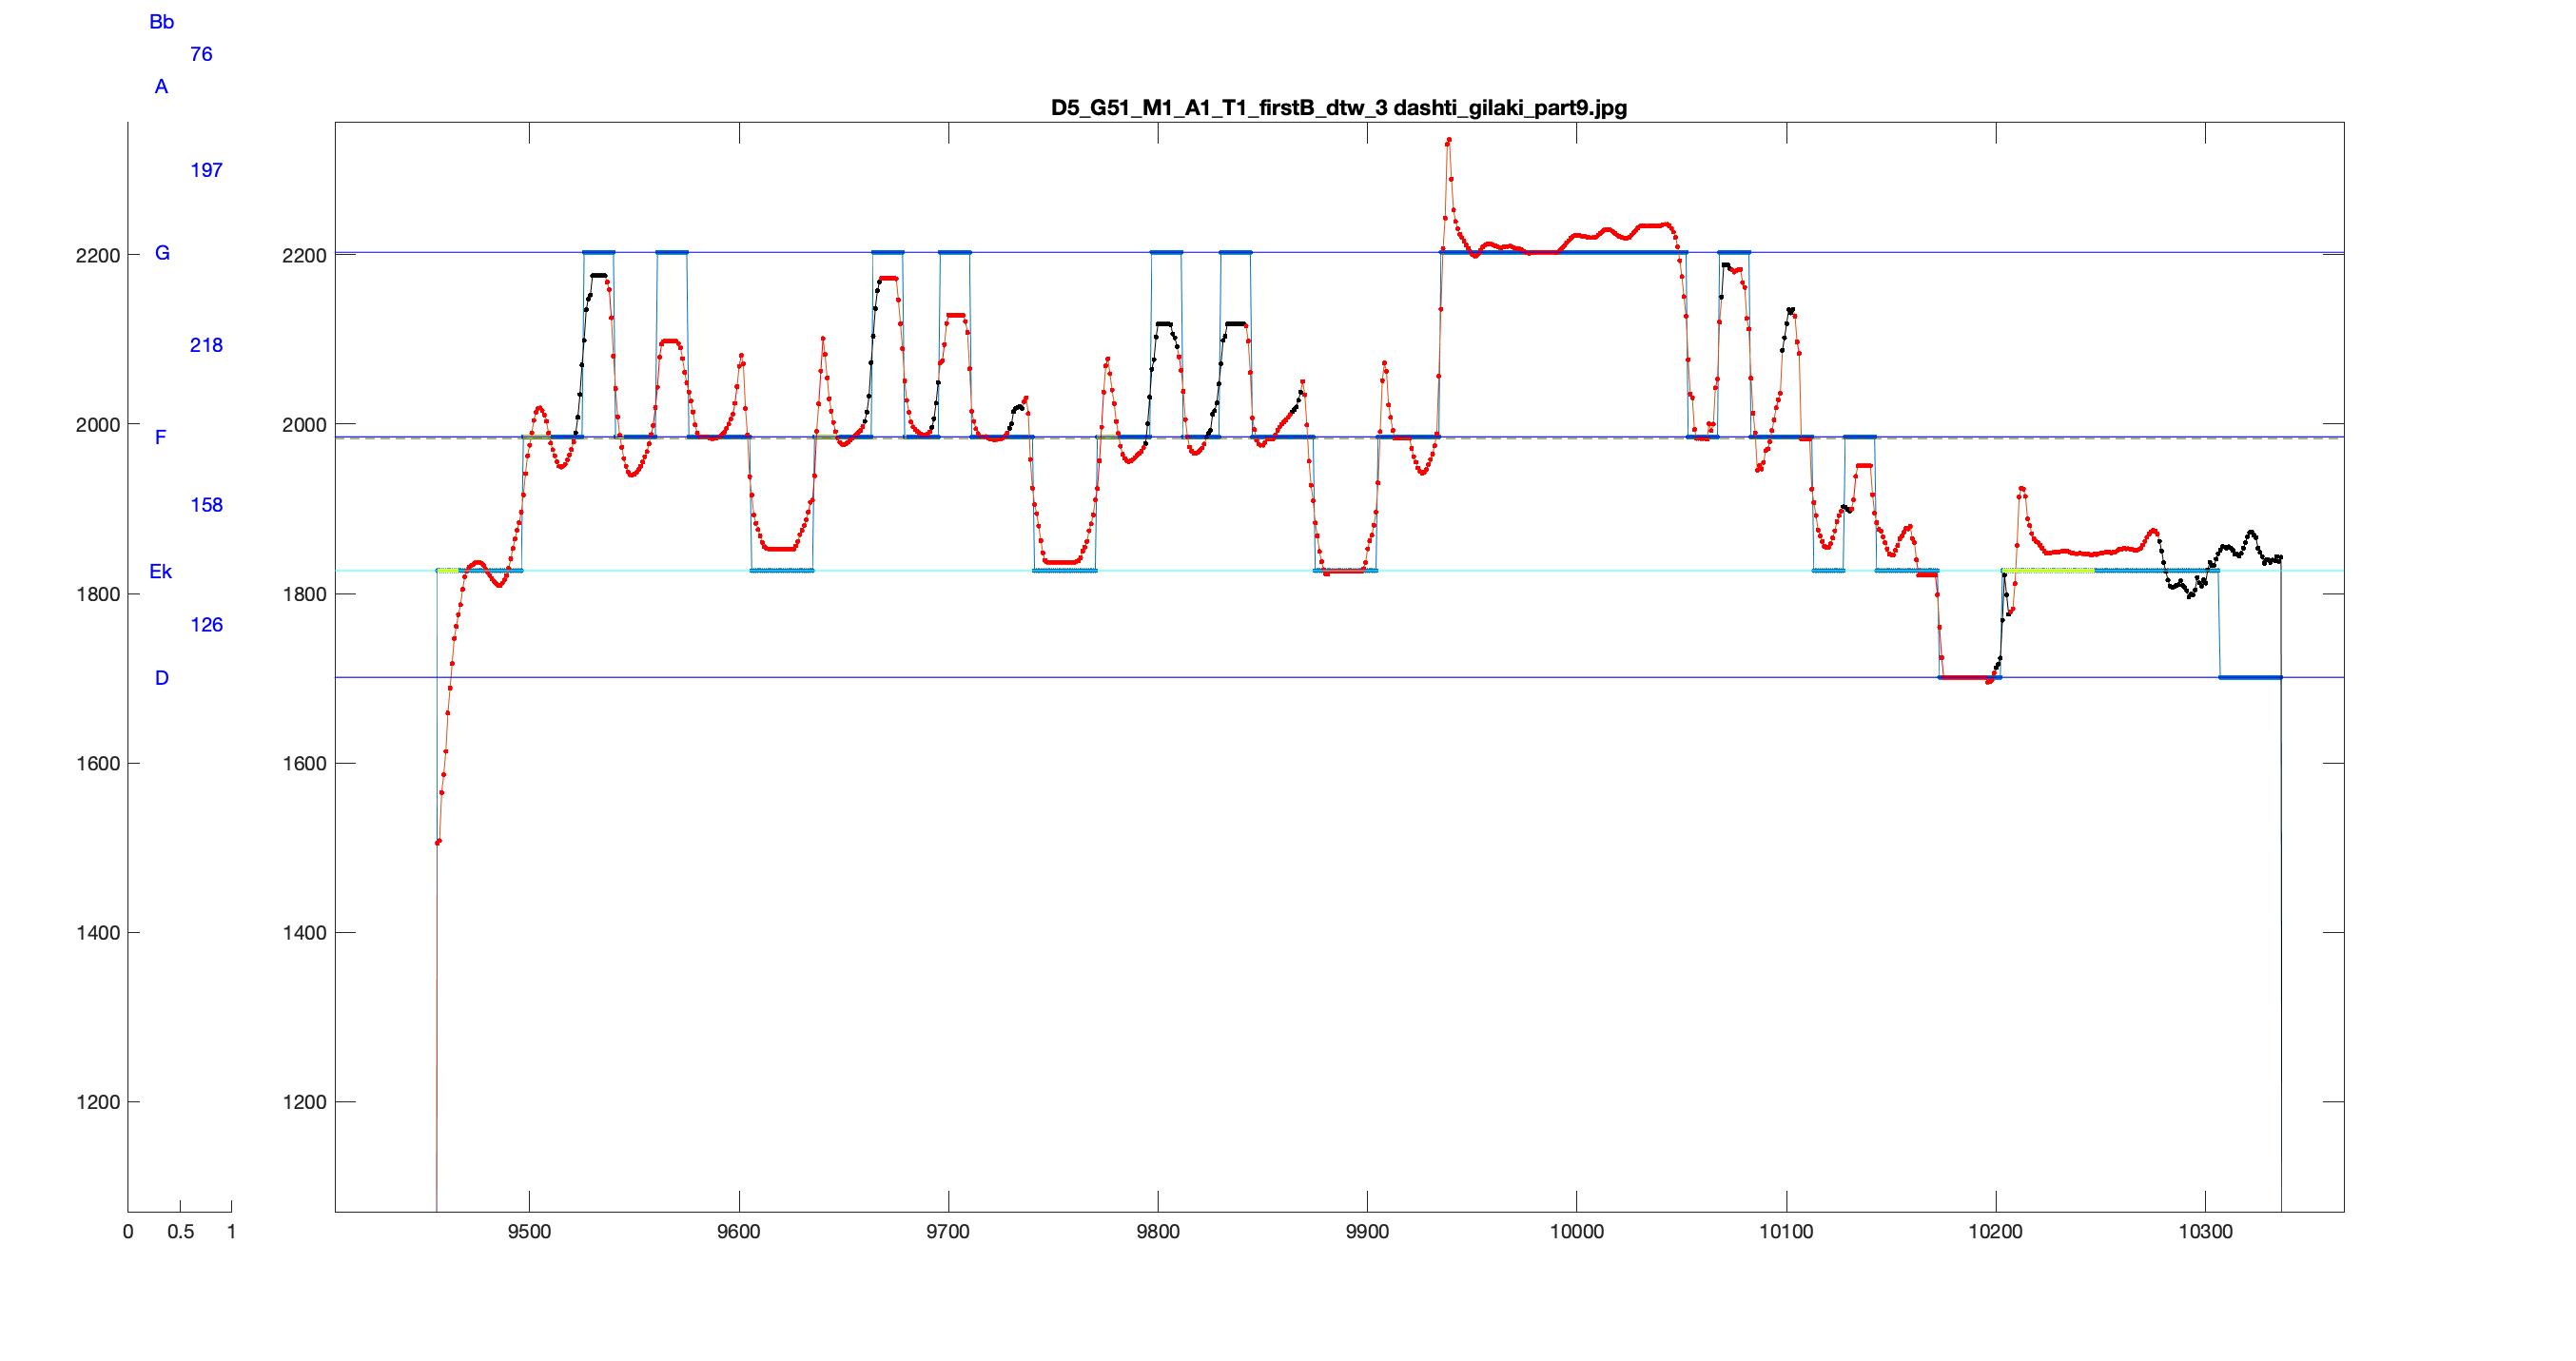 Bb
76
A
D5_G51_M1_A1_T1_firstB_dtw_3 dashti_gilaki_part9.jpg
197
2200 G 2200
218
2000 F 2000
158
Ek
1800 1800
126
D
1600 1600
1400 1400
1200 1200
0 0.5 1 9500 9600 9700 9800 9900 10000 10100 10200 10300